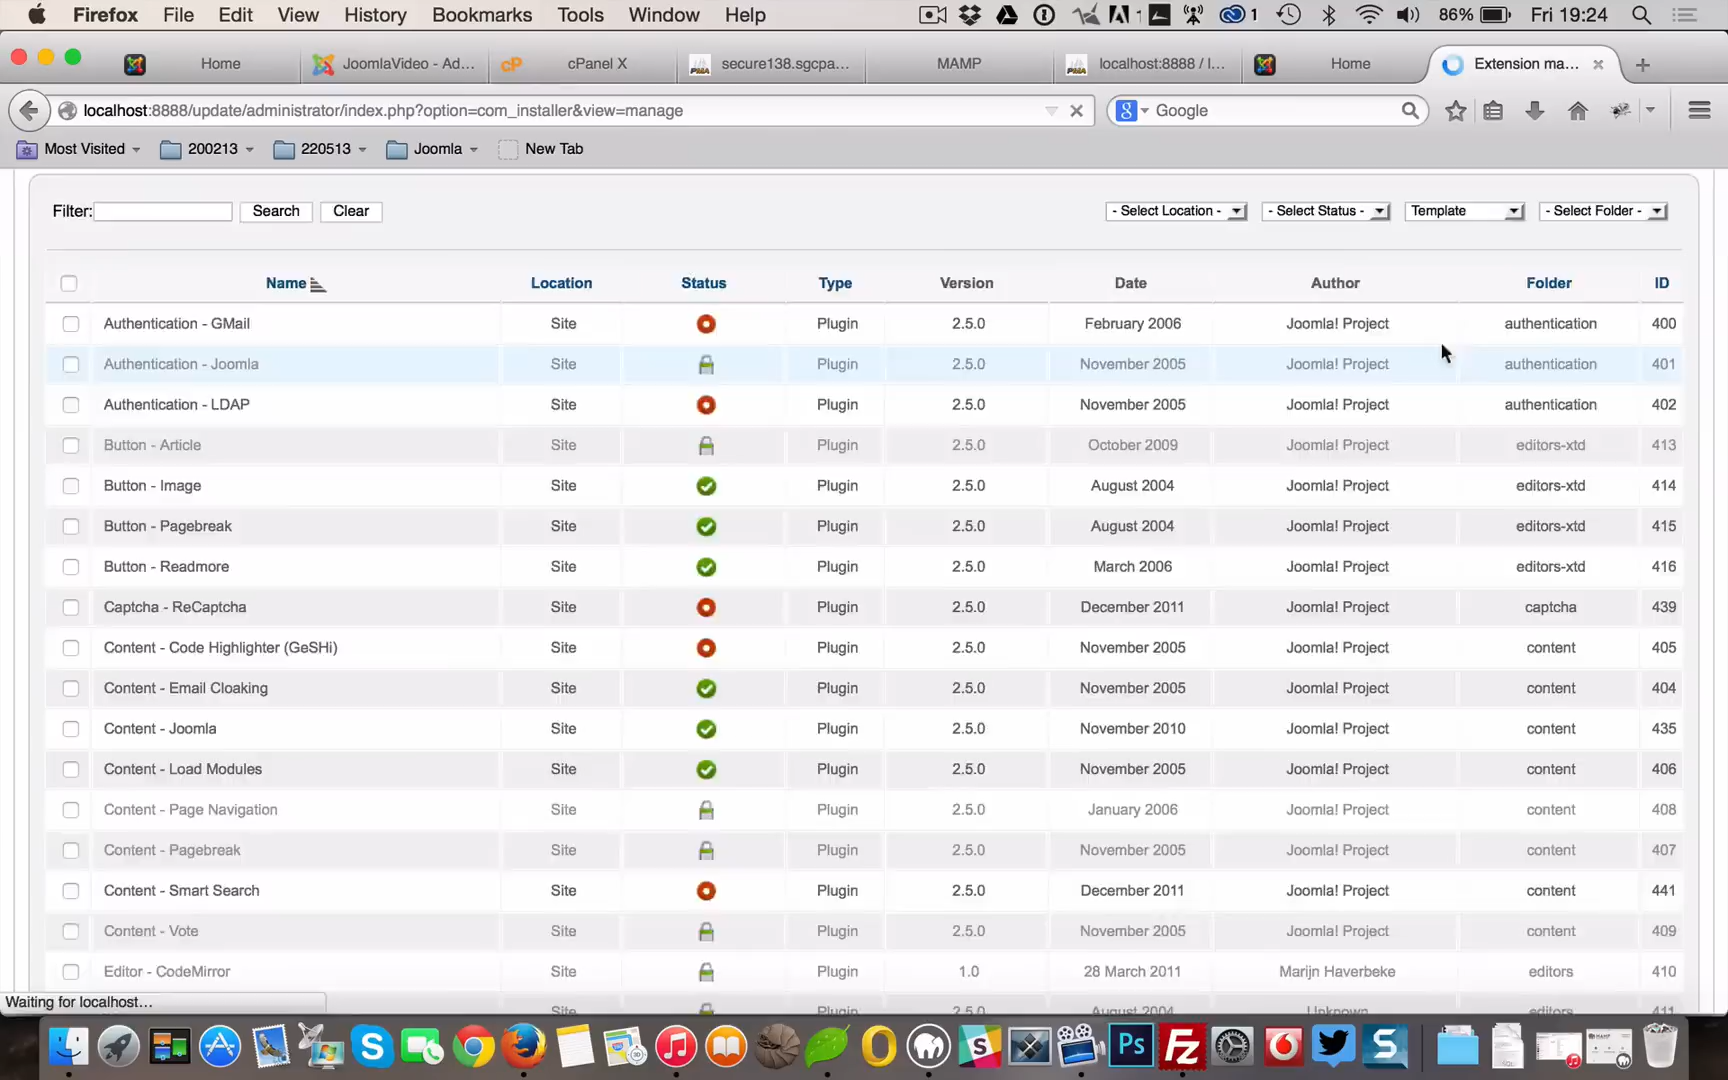 Firefox File Edit View History Bookmarks Tools Window Help 1 1 86% Fri 19:24
Home JoomlaVideo - Ad... cP cPanel X PMA secure138.sgcpa... MAMP PMA localhost:8888 / l... Home Extension ma...
localhost:8888/update/administrator/index.php?option=com_installer&view=manage Google
Most Visited 200213 220513 Joomla New Tab
Filter: Search Clear - Select Location - - Select Status - Template - Select Folder -
Name Location Status Type Version Date Author Folder ID
Authentication - GMail Site Plugin 2.5.0 February 2006 Joomla! Project authentication 400
Authentication - Joomla Site Plugin 2.5.0 November 2005 Joomla! Project authentication 401
Authentication - LDAP Site Plugin 2.5.0 November 2005 Joomla! Project authentication 402
Button - Article Site Plugin 2.5.0 October 2009 Joomla! Project editors-xtd 413
Button - Image Site Plugin 2.5.0 August 2004 Joomla! Project editors-xtd 414
Button - Pagebreak Site Plugin 2.5.0 August 2004 Joomla! Project editors-xtd 415
Button - Readmore Site Plugin 2.5.0 March 2006 Joomla! Project editors-xtd 416
Captcha - ReCaptcha Site Plugin 2.5.0 December 2011 Joomla! Project captcha 439
Content - Code Highlighter (GeSHi) Site Plugin 2.5.0 November 2005 Joomla! Project content 405
Content - Email Cloaking Site Plugin 2.5.0 November 2005 Joomla! Project content 404
Content - Joomla Site Plugin 2.5.0 November 2010 Joomla! Project content 435
Content - Load Modules Site Plugin 2.5.0 November 2005 Joomla! Project content 406
Content - Page Navigation Site Plugin 2.5.0 January 2006 Joomla! Project content 408
Content - Pagebreak Site Plugin 2.5.0 November 2005 Joomla! Project content 407
Content - Smart Search Site Plugin 2.5.0 December 2011 Joomla! Project content 441
Content - Vote Site Plugin 2.5.0 November 2005 Joomla! Project content 409
Editor - CodeMirror Site Plugin 1.0 28 March 2011 Marijn Haverbeke editors 410
Site Plugin August 2004 Unknown editors 411
Waiting for localhost...
Ps Fz